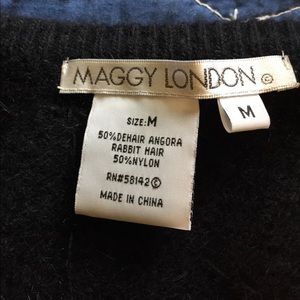 MAGGY LONDON ©
M
SIZE: M
50%DEHAIR ANGORA
RABBIT HAIR
50%NYLON
RN#58142©
MADE IN CHINA